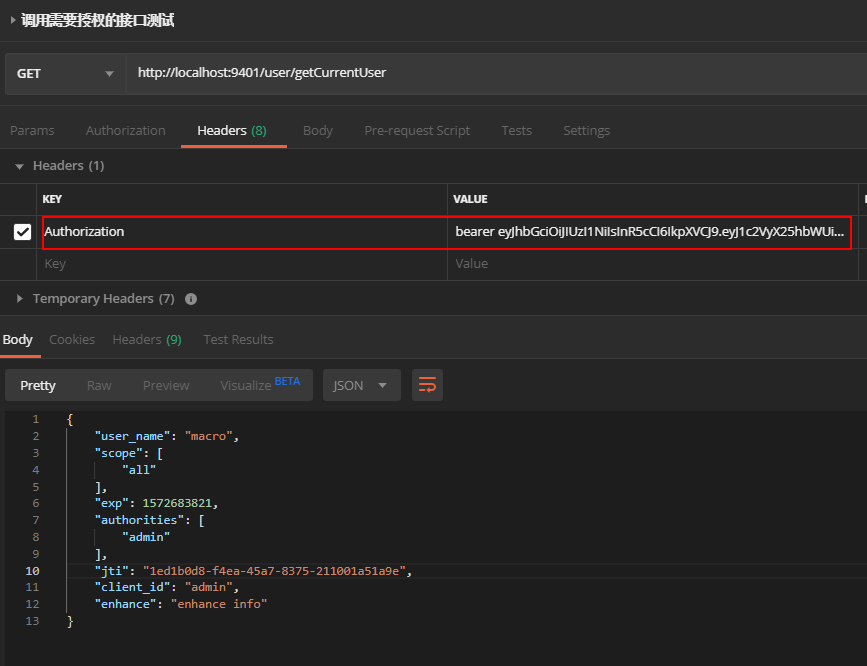 调用需要授权的接口测试
GET http://localhost:9401/user/getCurrentUser
Params Authorization Headers (8) Body Pre-request Script Tests Settings
Headers (1)
KEY VALUE
Authorization bearer eyJhbGciOiJIUzI1NiIsInR5cCI6IkpXVCJ9.eyJ1c2VyX25hbWUi...
Key Value
Temporary Headers (7)
Body Cookies Headers (9) Test Results
Pretty Raw Preview Visualize BETA JSON
1 {
2 "user_name": "macro",
3 "scope": [
4 "all"
5 ],
6 "exp": 1572683821,
7 "authorities": [
8 "admin"
9 ],
10 "jti": "1ed1b0d8-f4ea-45a7-8375-211001a51a9e",
11 "client_id": "admin",
12 "enhance": "enhance info"
13 }